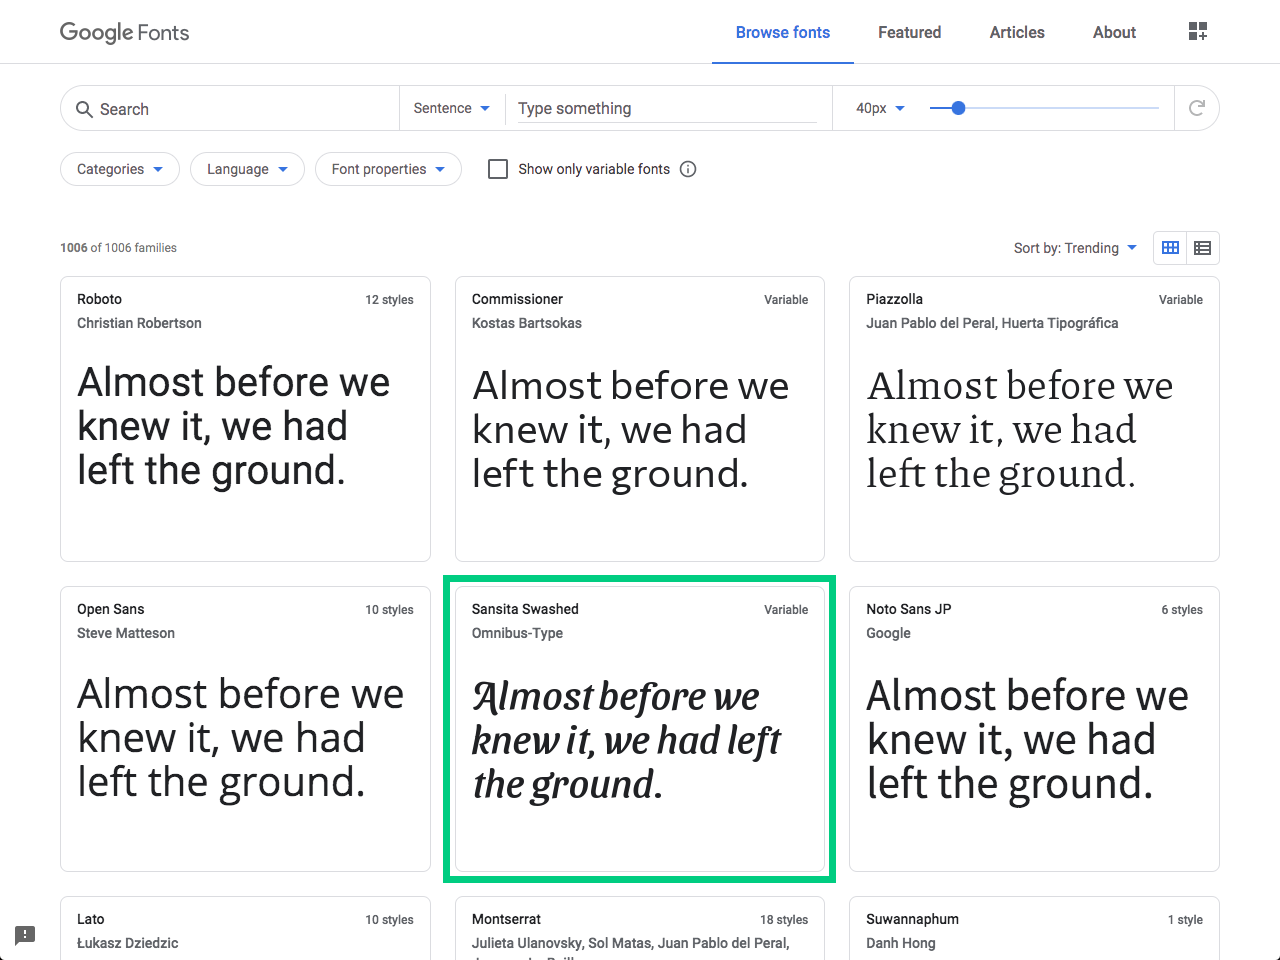 Google Fonts
Browse fonts
Featured
Articles
About
Search
Sentence
Type something
40px
Categories
Language
Font properties
Show only variable fonts
1006 of 1006 families
Sort by: Trending
Roboto
12 styles
Christian Robertson
Almost before we
knew it, we had
left the ground.
Commissioner
Variable
Kostas Bartsokas
Almost before we
knew it, we had
left the ground.
Piazzolla
Variable
Juan Pablo del Peral, Huerta Tipográfica
Almost before we
knew it, we had
left the ground.
Open Sans
10 styles
Steve Matteson
Almost before we
knew it, we had
left the ground.
Sansita Swashed
Variable
Omnibus-Type
Almost before we
knew it, we had left
the ground.
Noto Sans JP
6 styles
Google
Almost before we
knew it, we had
left the ground.
Lato
10 styles
Łukasz Dziedzic
Montserrat
18 styles
Julieta Ulanovsky, Sol Matas, Juan Pablo del Peral,
Suwannaphum
1 style
Danh Hong